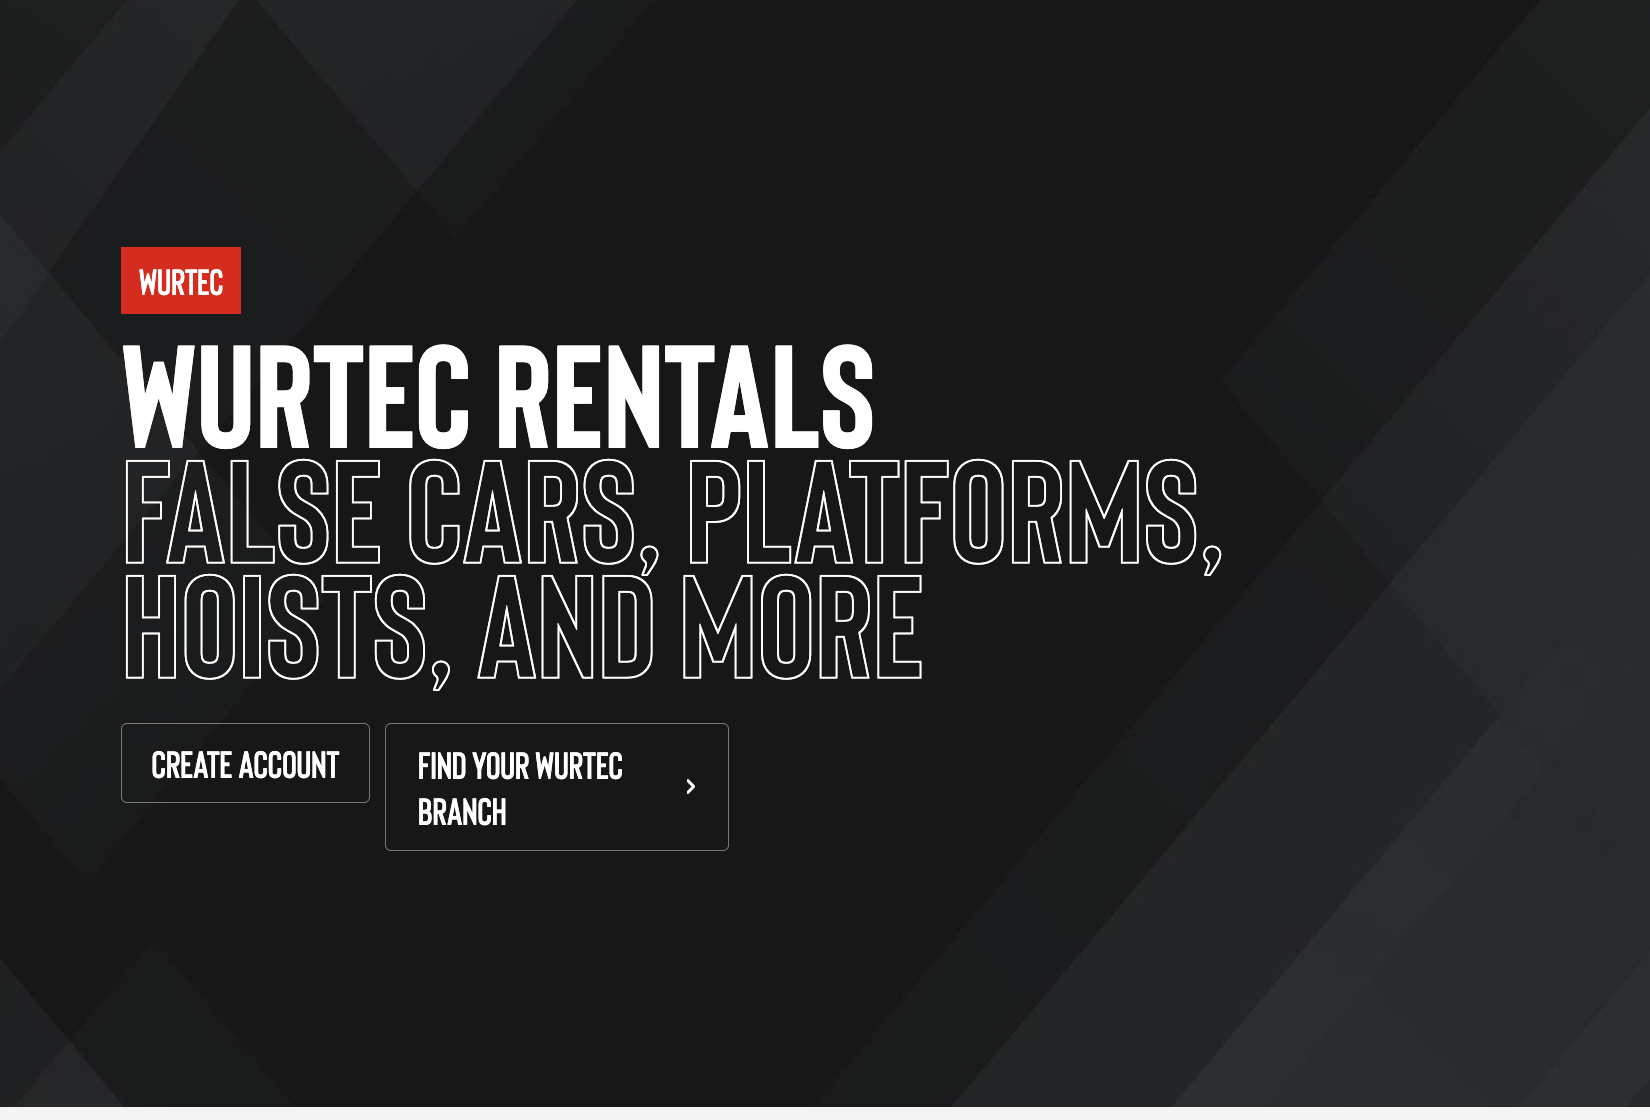 WURTEC
WURTEC RENTALS
FALSE CARS, PLATFORMS,
HOISTS, AND MORE
CREATE ACCOUNT
FIND YOUR WURTEC
BRANCH